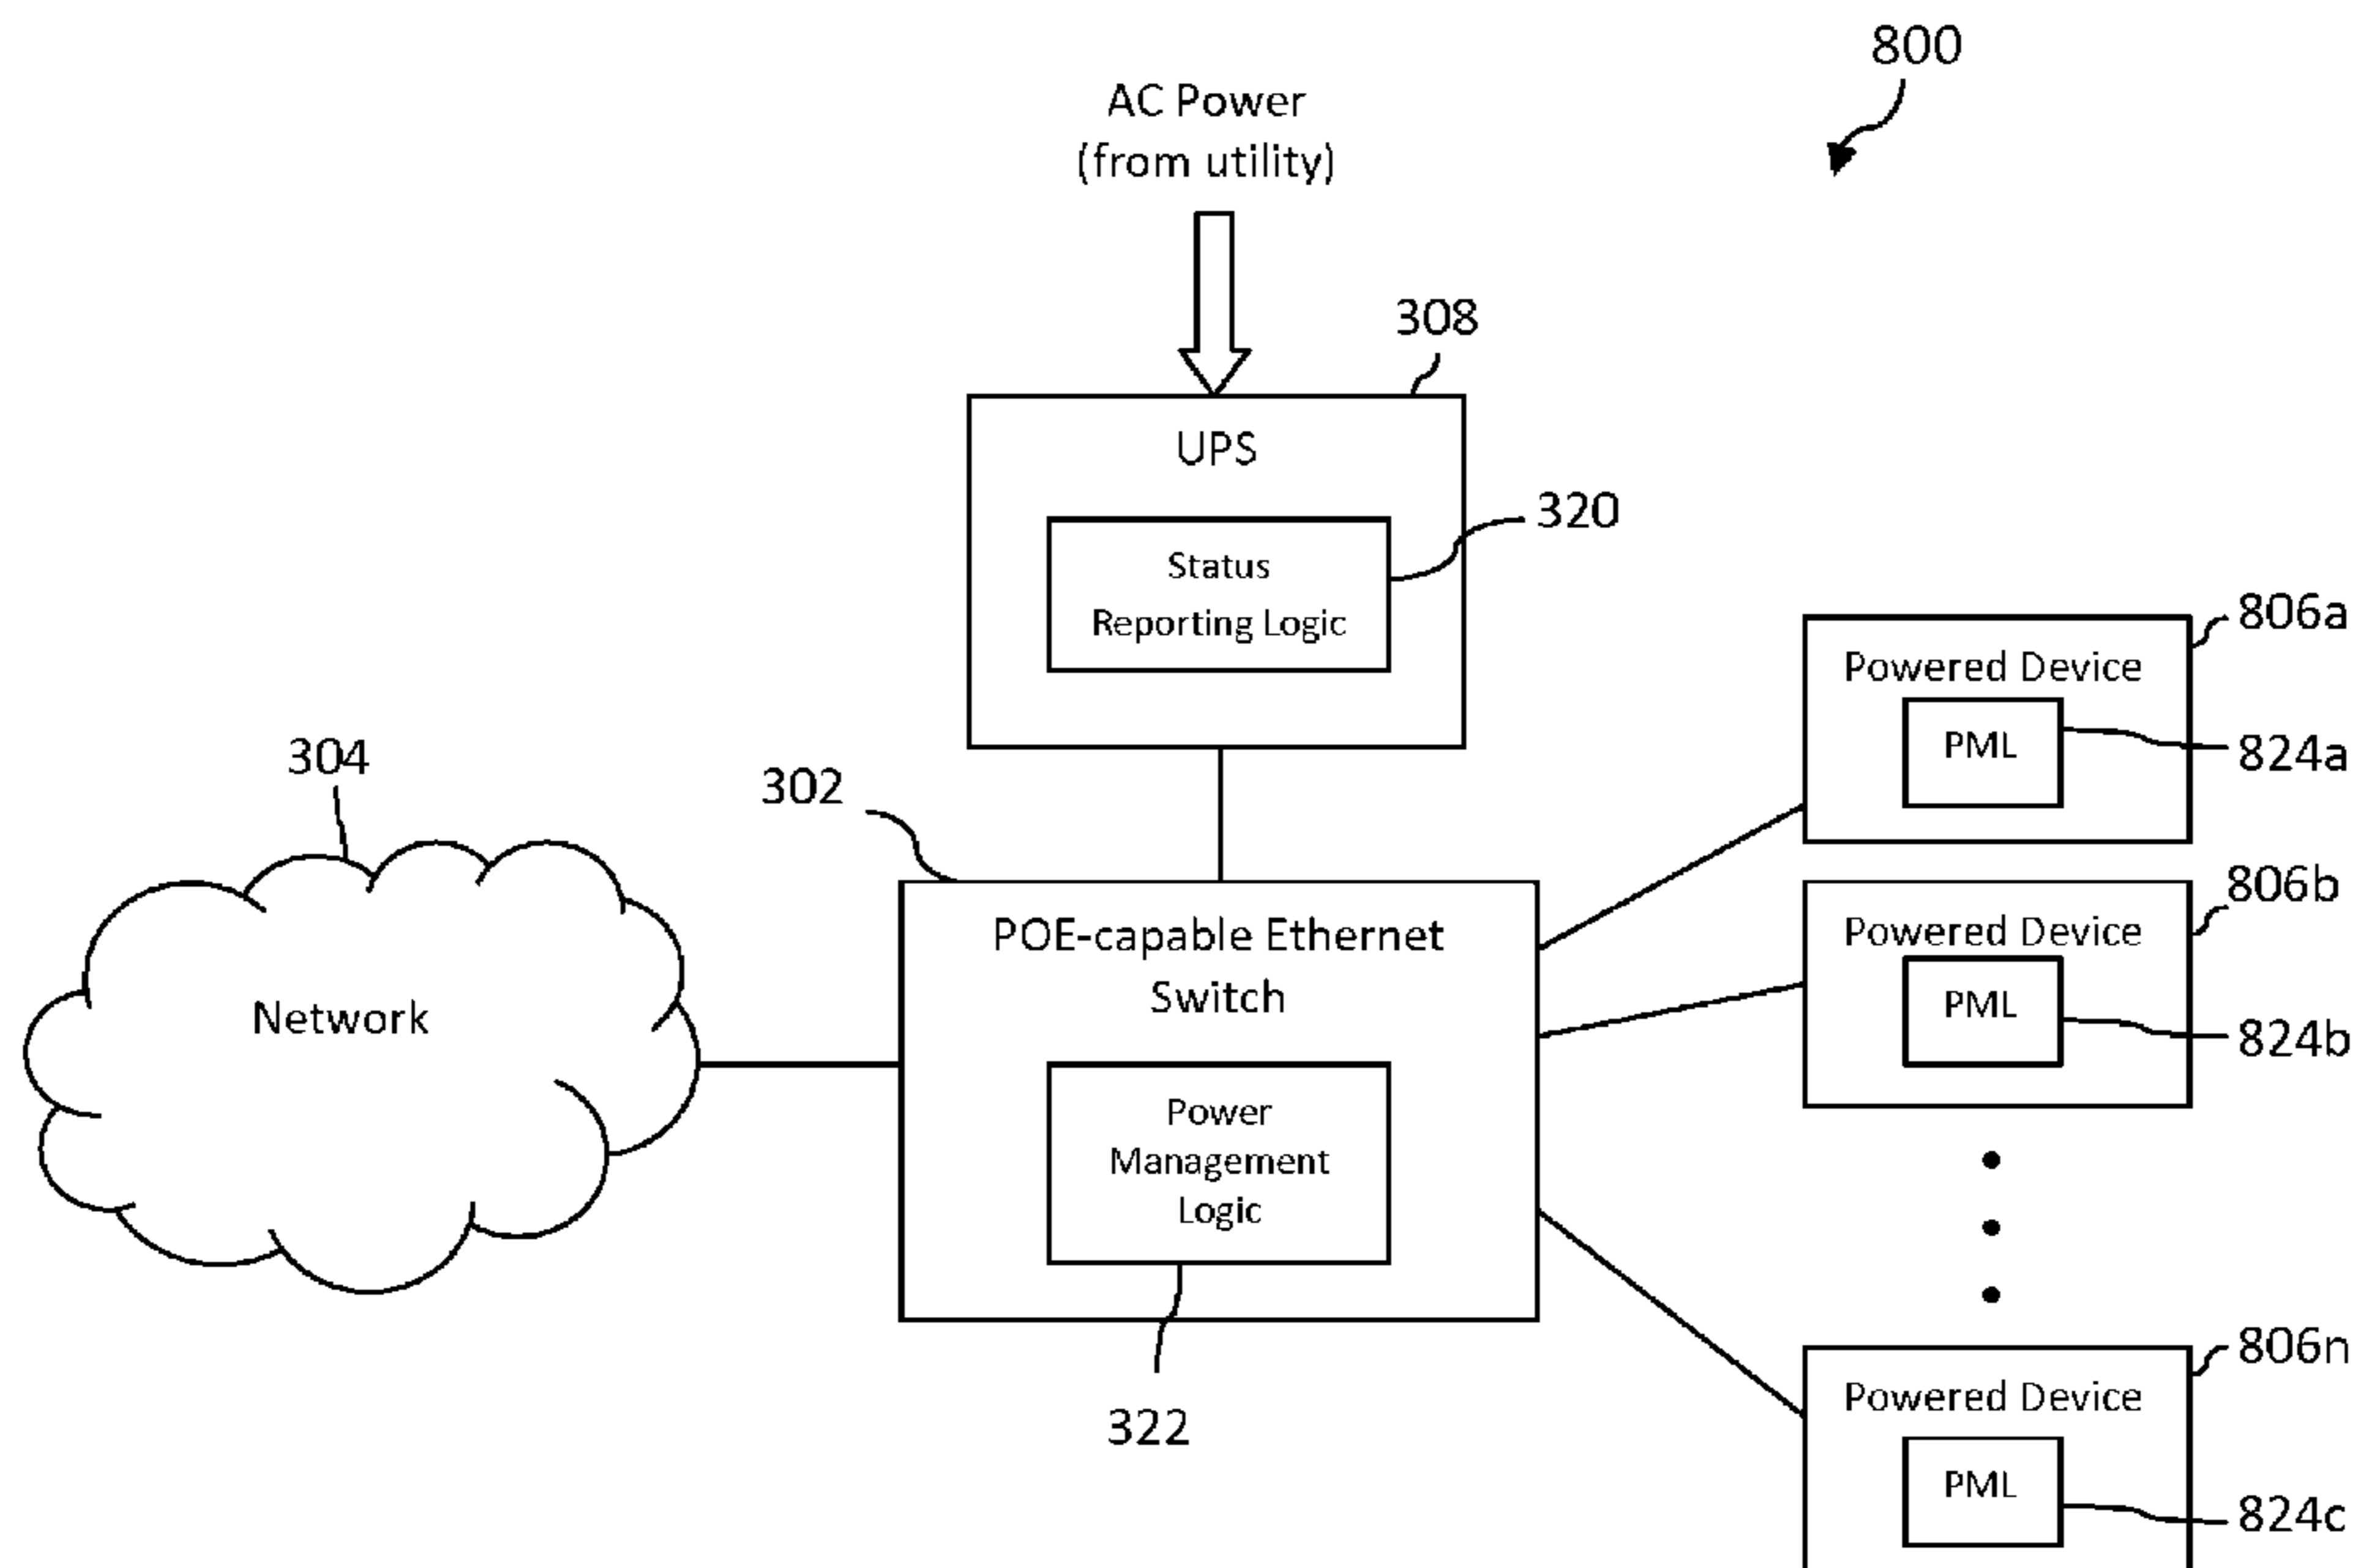 800
AC Power
(from utility)
308
UPS
320
Status
Reporting Logic
806a
Powered Device
PML
824a
304
302
806b
Powered Device
PML
824b
Network
POE-capable Ethernet
Switch
Power
Management
Logic
322
806n
Powered Device
PML
824c